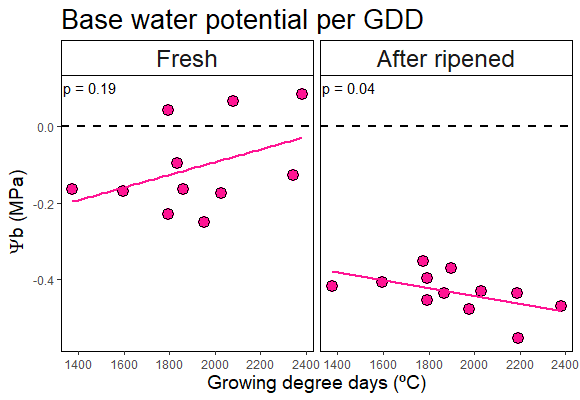 Base water potential per GDD
Fresh
After ripened
p = 0.19
p = 0.04
Ψb (MPa)
0.0
-0.2
-0.4
1400 1600 1800 2000 2200 2400
1400 1600 1800 2000 2200 2400
Growing degree days (ºC)